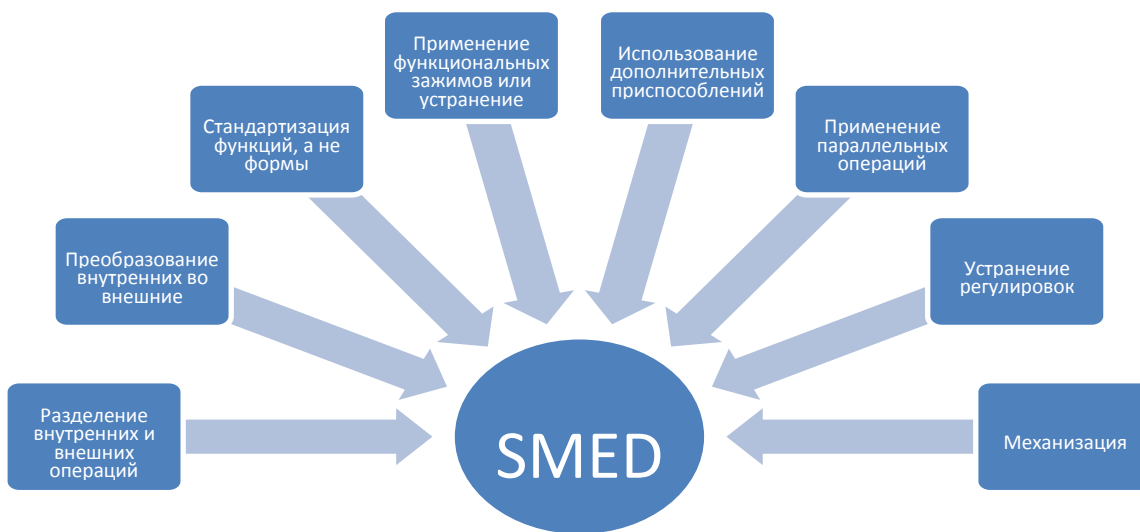 Разделение
внутренних и
внешних
операций
Преобразование
внутренних во
внешние
Стандартизация
функций, а не
формы
Применение
функциональных
зажимов или
устранение
Использование
дополнительных
приспособлений
Применение
параллельных
операций
Устранение
регулировок
Механизация
SMED